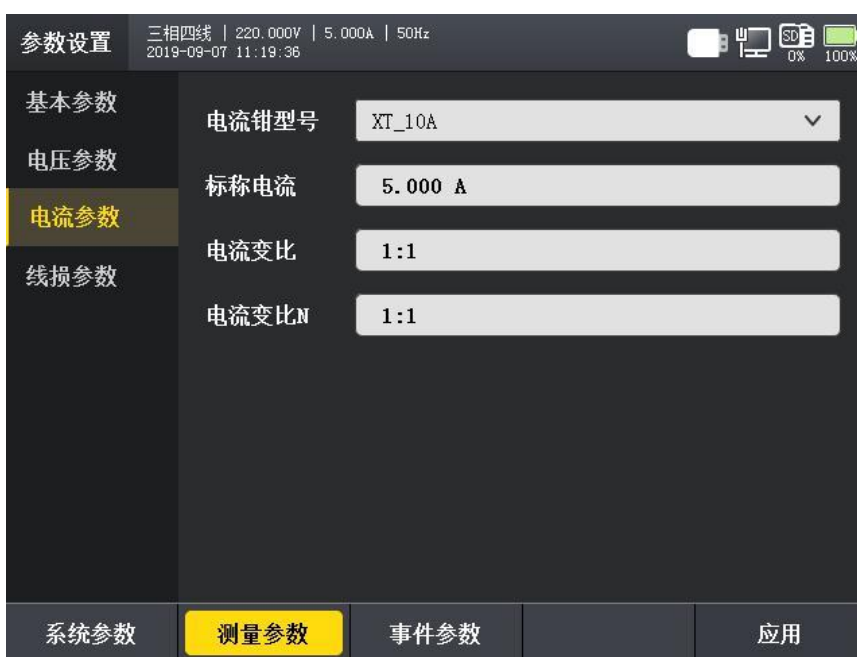 参数设置
三相四线 | 220.000V | 5.000A | 50Hz
2019-09-07 11:19:36
SD
0%
100%
基本参数
电压参数
电流参数
线损参数
电流钳型号
XT_10A
标称电流
5.000 A
电流变比
1:1
电流变比N
1:1
系统参数
测量参数
事件参数
应用